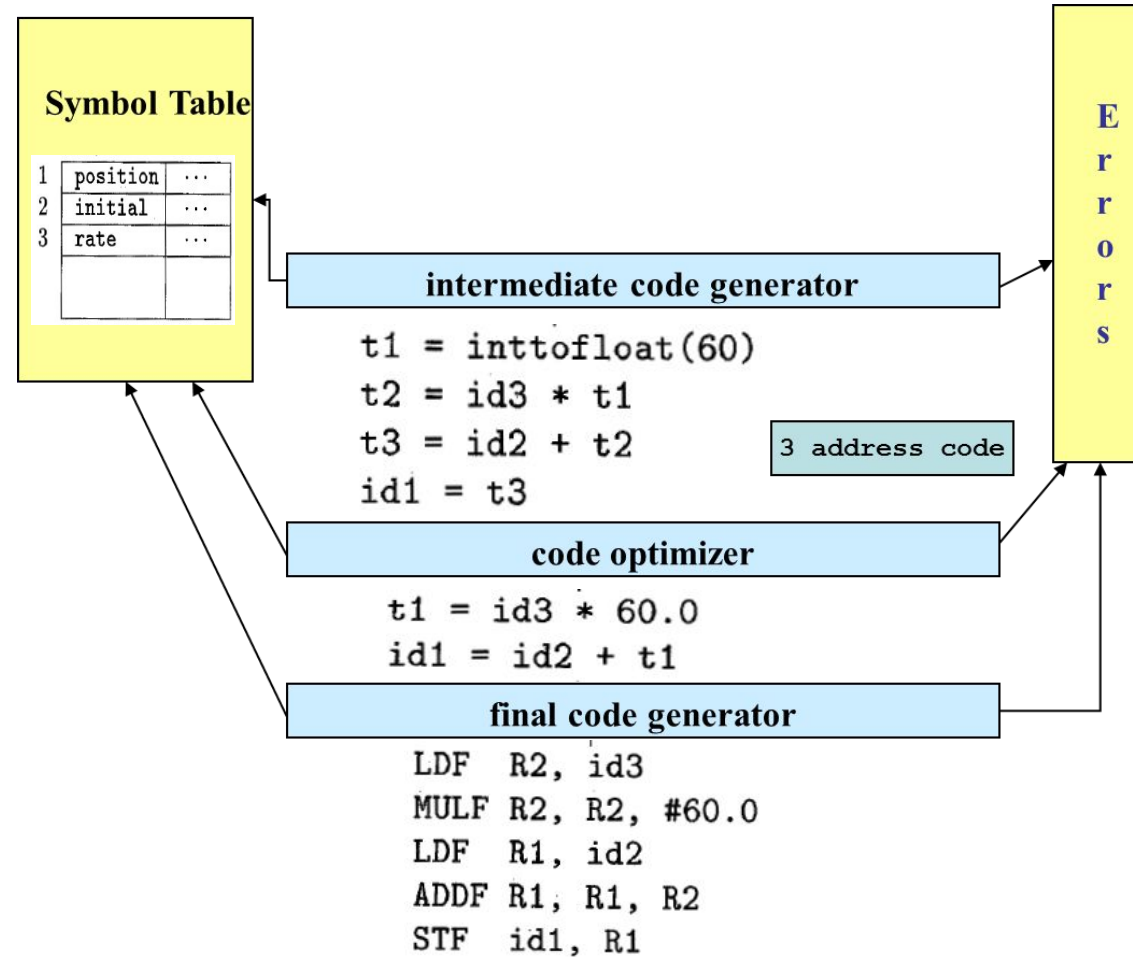 Symbol Table
1 position ...
2 initial ...
3 rate ...
E
r
r
o
r
s
intermediate code generator
t1 = inttofloat(60)
t2 = id3 * t1
t3 = id2 + t2
id1 = t3
3 address code
code optimizer
t1 = id3 * 60.0
id1 = id2 + t1
final code generator
LDF R2, id3
MULF R2, R2, #60.0
LDF R1, id2
ADDF R1, R1, R2
STF id1, R1